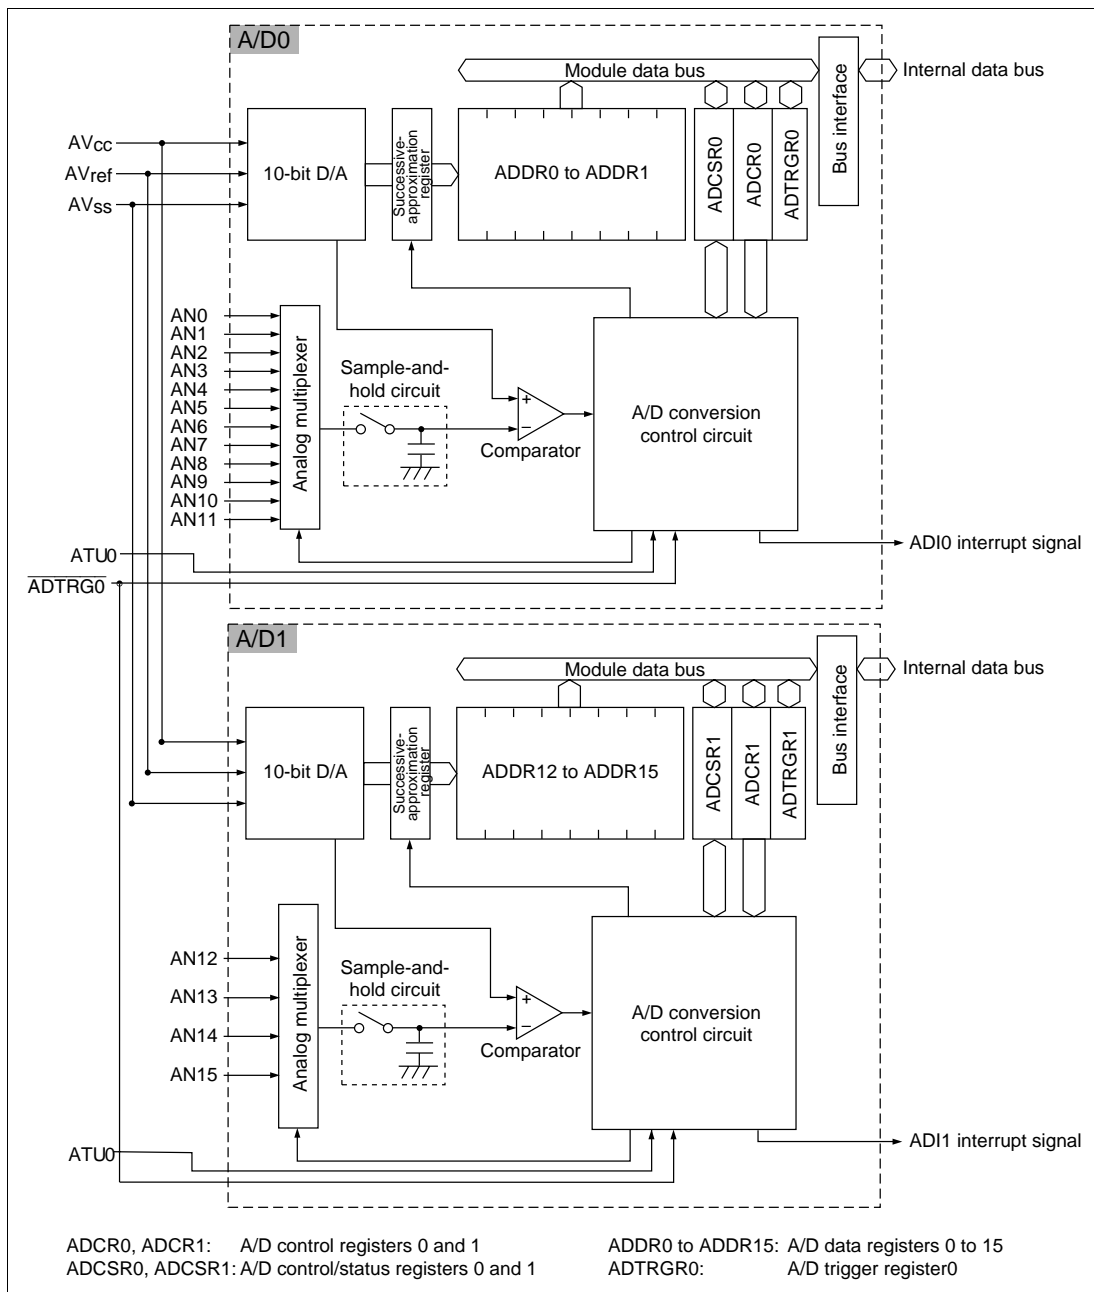 A/D0
Module data bus
Internal data bus
Bus interface
AVcc
AVref
AVss
10-bit D/A
Successive-
approximation
register
ADDR0 to ADDR1
ADCSR0
ADCR0
ADTRGR0
AN0
AN1
AN2
AN3
AN4
AN5
AN6
AN7
AN8
AN9
AN10
AN11
Analog multiplexer
Sample-and-
hold circuit
+
−
Comparator
A/D conversion
control circuit
ATU0
ADTRG0
ADI0 interrupt signal
A/D1
Module data bus
Internal data bus
Bus interface
10-bit D/A
Successive-
approximation
register
ADDR12 to ADDR15
ADCSR1
ADCR1
ADTRGR1
AN12
AN13
AN14
AN15
Analog multiplexer
Sample-and-
hold circuit
+
−
Comparator
A/D conversion
control circuit
ATU0
ADI1 interrupt signal
ADCR0, ADCR1: A/D control registers 0 and 1
ADCSR0, ADCSR1: A/D control/status registers 0 and 1
ADDR0 to ADDR15: A/D data registers 0 to 15
ADTRGR0: A/D trigger register0